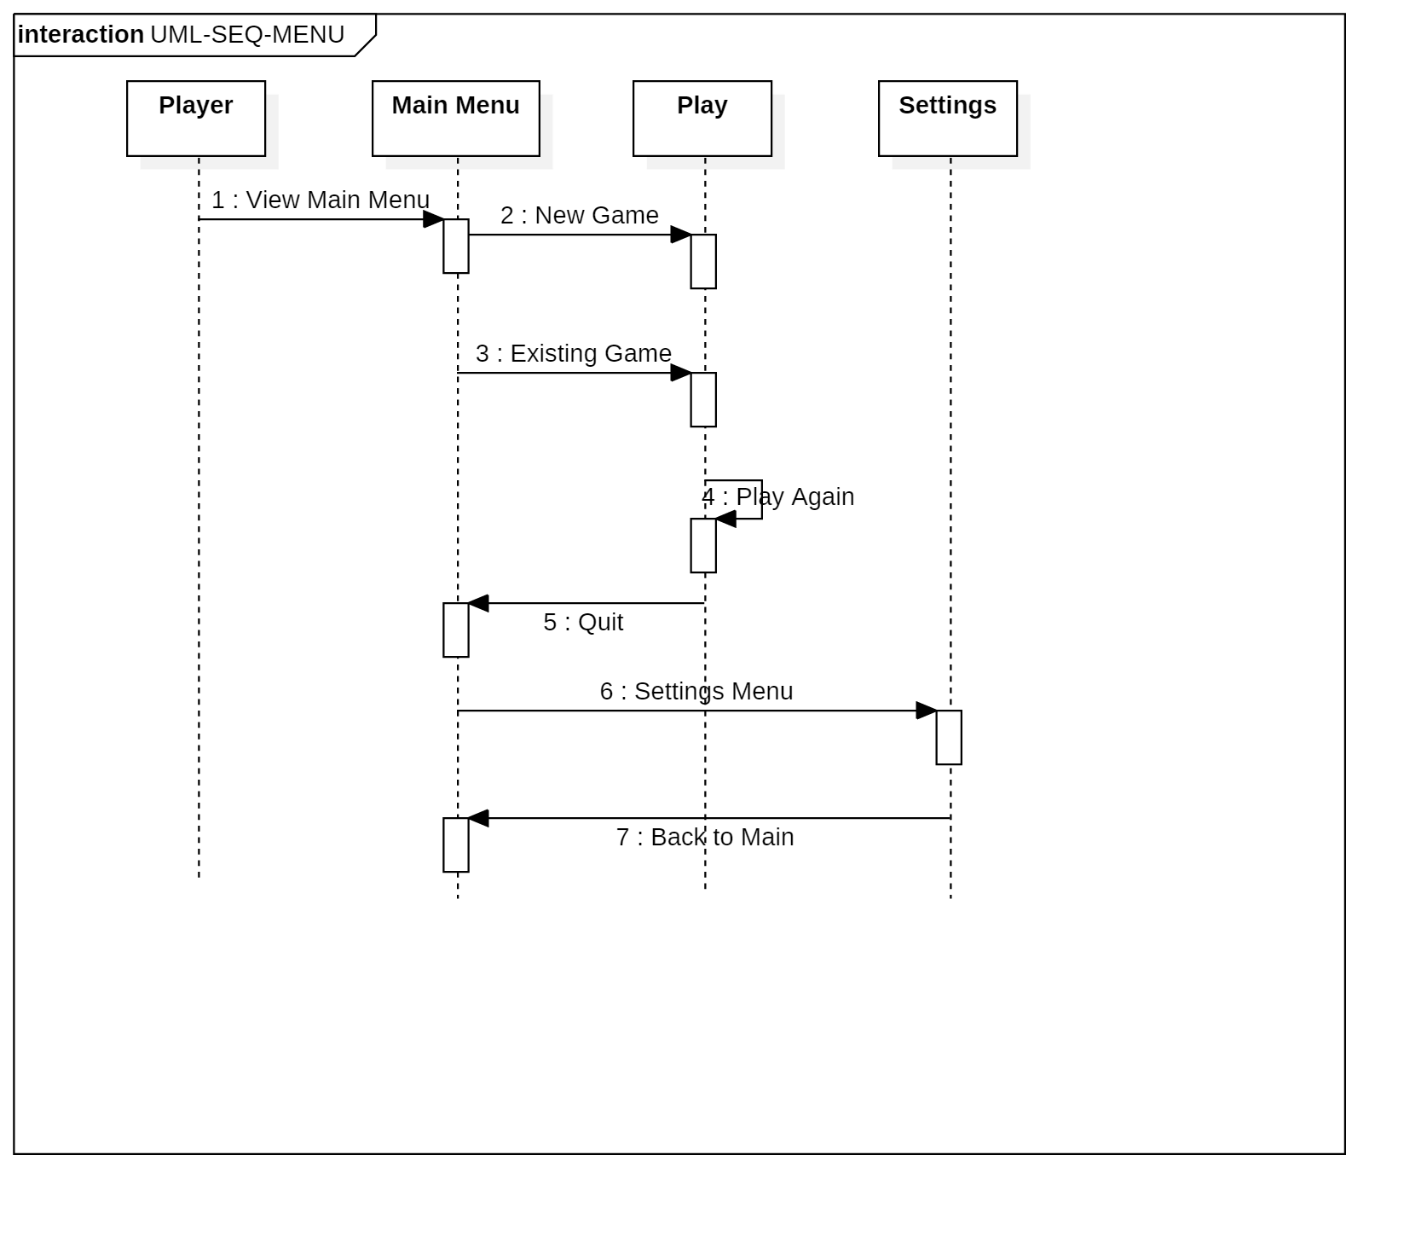 interaction UML-SEQ-MENU
Player
Main Menu
Play
Settings
1 : View Main Menu
2 : New Game
3 : Existing Game
4 : Play Again
5 : Quit
6 : Settings Menu
7 : Back to Main